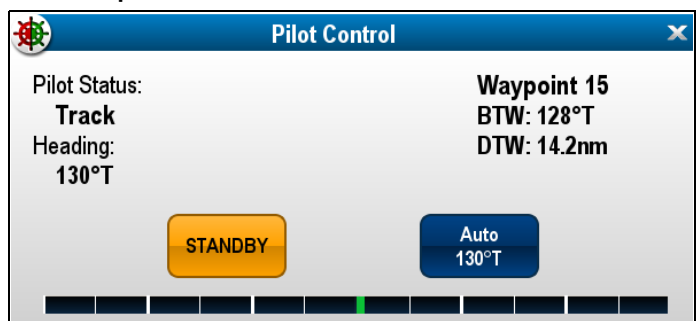 Pilot Control
Pilot Status:
Track
Heading:
130°T
Waypoint 15
BTW: 128°T
DTW: 14.2nm
STANDBY
Auto
130°T